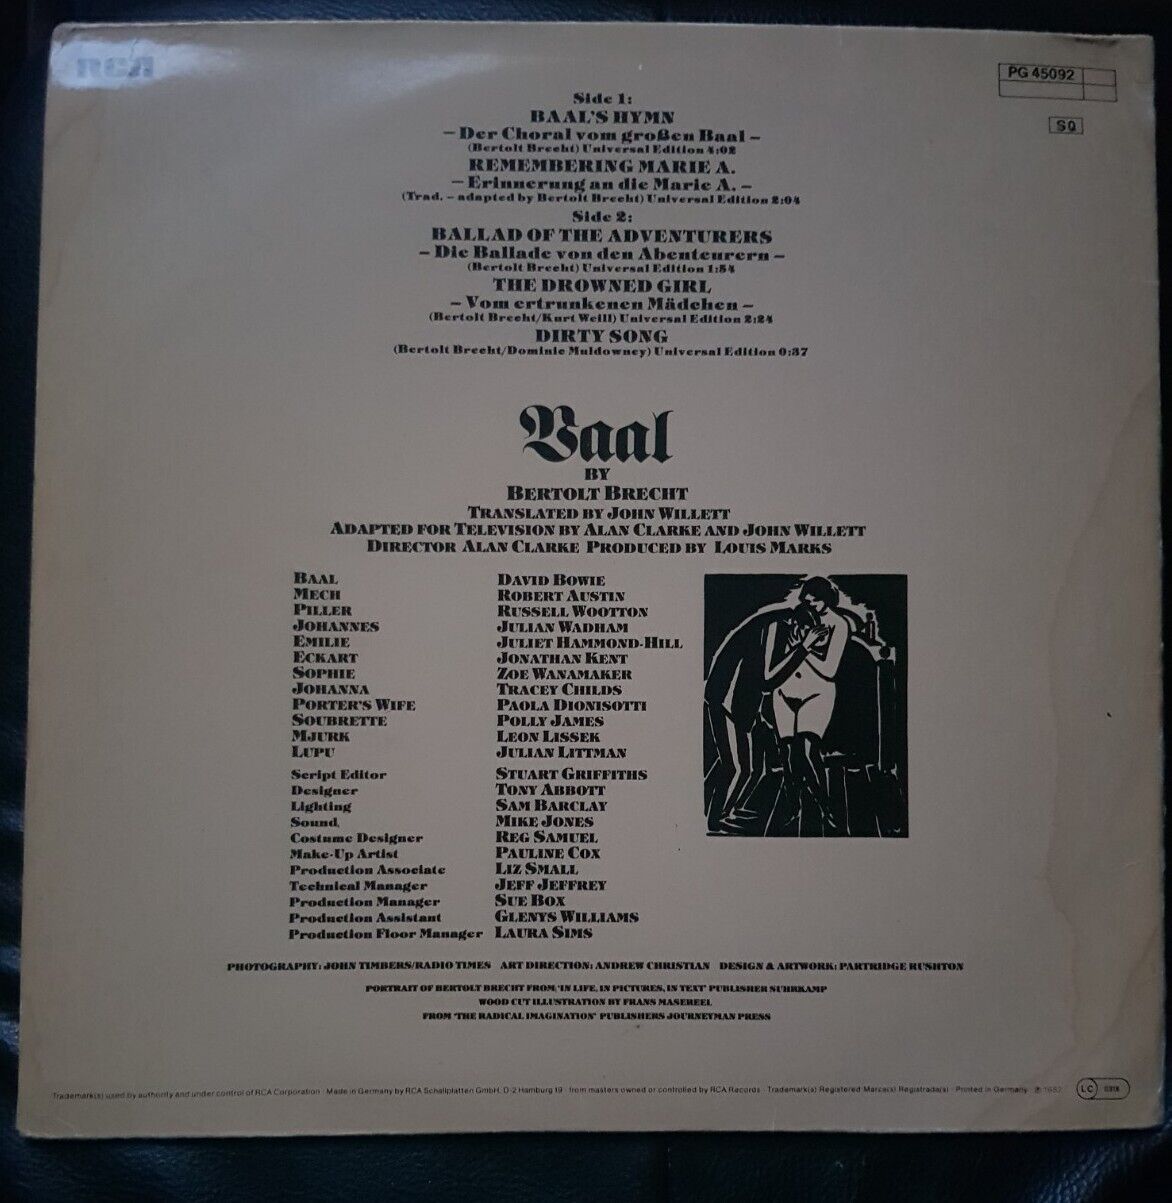 RCA
PG 45092
SQ
Side 1:
BAAL'S HYMN
– Der Choral vom großen Baal –
(Bertolt Brecht) Universal Edition 4:02
REMEMBERING MARIE A.
– Erinnerung an die Marie A. –
(Trad. – adapted by Bertolt Brecht) Universal Edition 2:04
Side 2:
BALLAD OF THE ADVENTURERS
– Die Ballade von den Abenteurern –
(Bertolt Brecht) Universal Edition 1:54
THE DROWNED GIRL
– Vom ertrunkenen Mädchen –
(Bertolt Brecht/Kurt Weill) Universal Edition 2:24
DIRTY SONG
(Bertolt Brecht/Dominic Muldowney) Universal Edition 0:37
Baal
BY
BERTOLT BRECHT
TRANSLATED BY JOHN WILLETT
ADAPTED FOR TELEVISION BY ALAN CLARKE AND JOHN WILLETT
DIRECTOR ALAN CLARKE PRODUCED BY LOUIS MARKS
BAAL DAVID BOWIE
MECH ROBERT AUSTIN
PILLER RUSSELL WOOTTON
JOHANNES JULIAN WADHAM
EMILIE JULIET HAMMOND-HILL
ECKART JONATHAN KENT
SOPHIE ZOE WANAMAKER
JOHANNA TRACEY CHILDS
PORTER'S WIFE PAOLA DIONISOTTI
SOUBRETTE POLLY JAMES
MJURK LEON LISSEK
LUPU JULIAN LITTMAN
Script Editor STUART GRIFFITHS
Designer TONY ABBOTT
Lighting SAM BARCLAY
Sound, MIKE JONES
Costume Designer REG SAMUEL
Make-Up Artist PAULINE COX
Production Associate LIZ SMALL
Technical Manager JEFF JEFFREY
Production Manager SUE BOX
Production Assistant GLENYS WILLIAMS
Production Floor Manager LAURA SIMS
PHOTOGRAPHY: JOHN TIMBERS/RADIO TIMES ART DIRECTION: ANDREW CHRISTIAN DESIGN & ARTWORK: PARTRIDGE RUSHTON
PORTRAIT OF BERTOLT BRECHT FROM, 'IN LIFE, IN PICTURES, IN TEXT' PUBLISHER SUHRKAMP
WOOD CUT ILLUSTRATION BY FRANS MASEREEL
FROM 'THE RADICAL IMAGINATION' PUBLISHERS JOURNEYMAN PRESS
Trademark(s) used by authority and under control of RCA Corporation · Made in Germany by RCA Schallplatten GmbH, D-2 Hamburg 19 · from masters owned or controlled by RCA Records · Trademark(s) Registered Marca(s) Registrada(s) · Printed in Germany · ℗ 1982
LC 0316